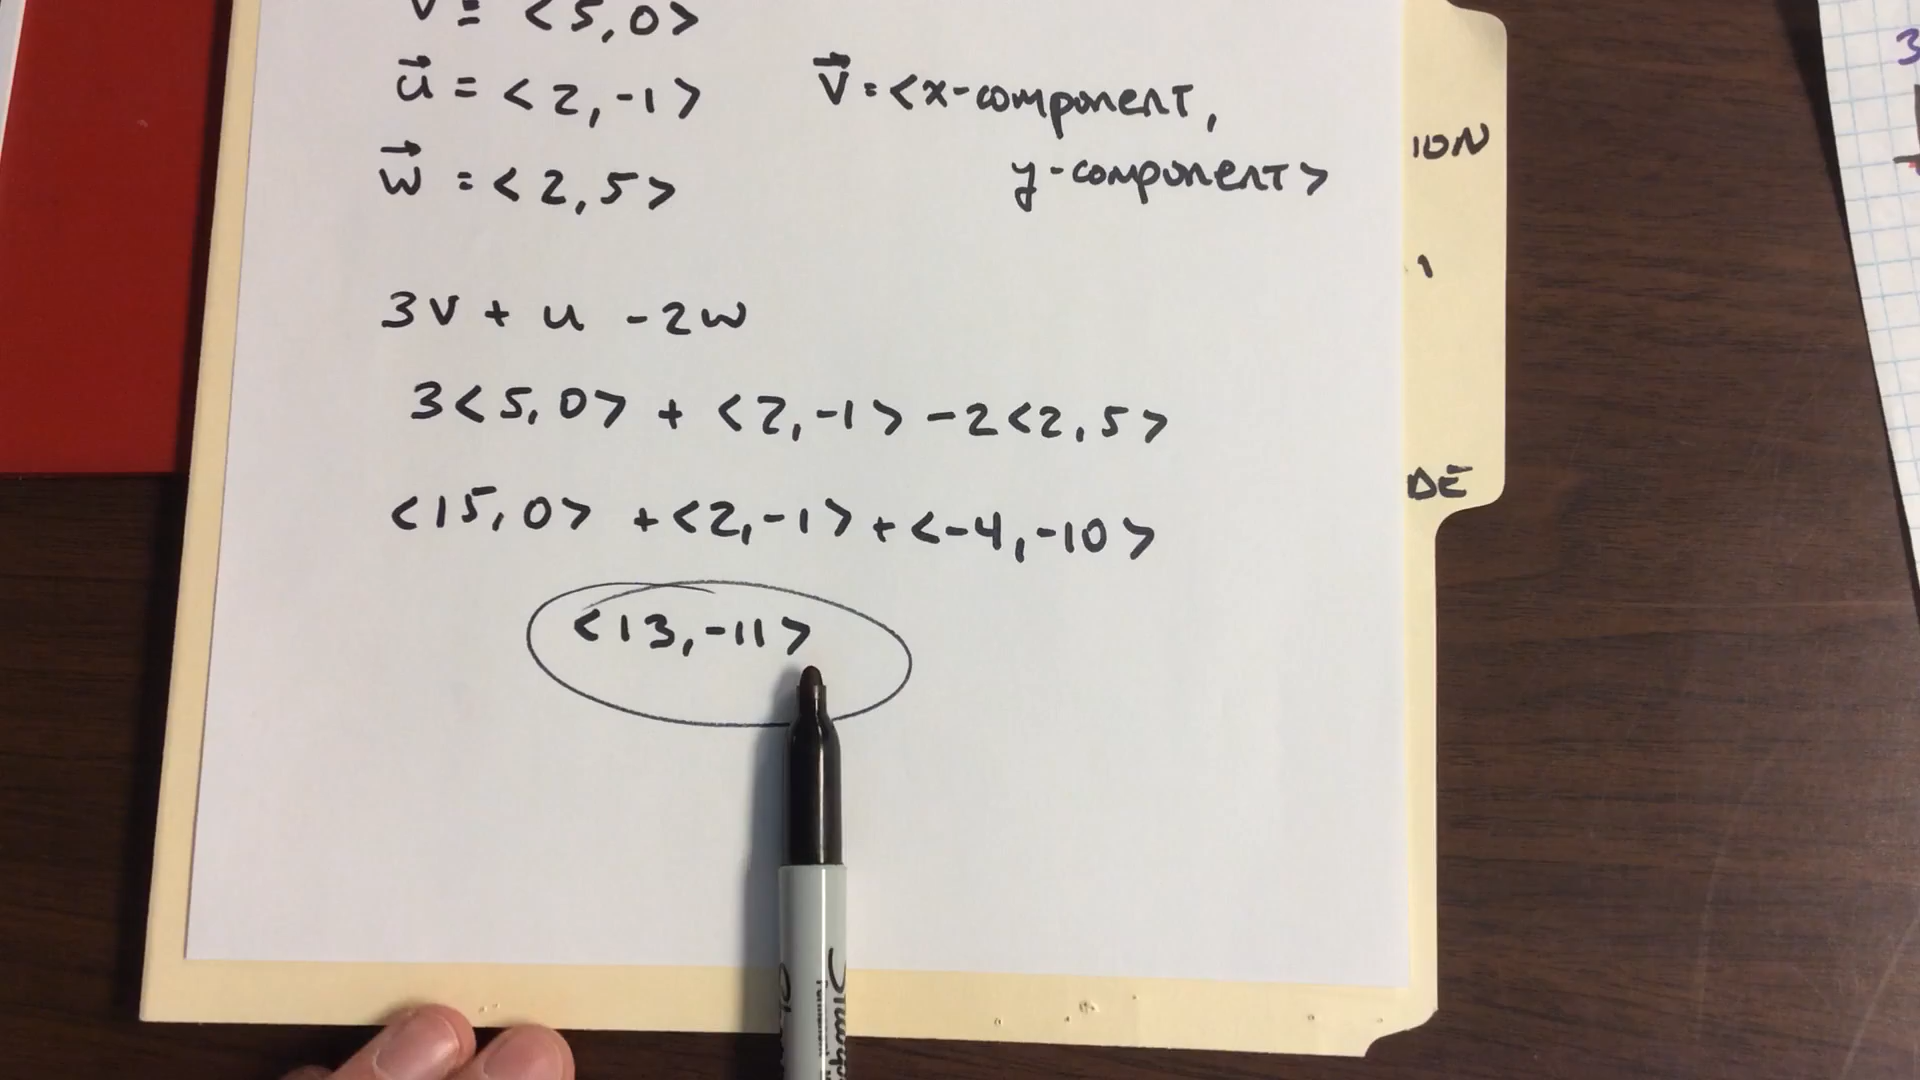 V = <5,0>
u = <2,-1>
V = <x-component,
y-component>
w = <2,5>
3v + u - 2w
3<5,0> + <2,-1> -2<2,5>
<15,0> + <2,-1> + <-4,-10>
<13,-11>
ION
DE
3